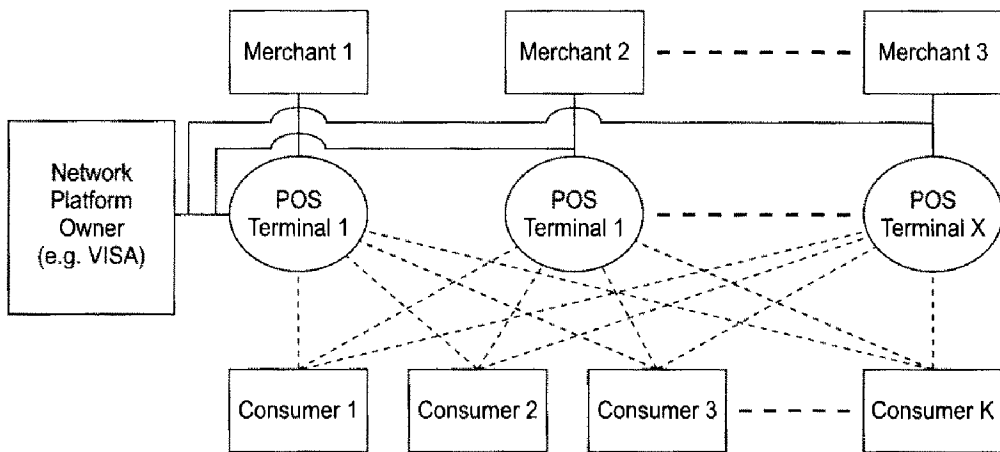 Merchant 1
Merchant 2
Merchant 3
Network
Platform
Owner
(e.g. VISA)
POS
Terminal 1
POS
Terminal 1
POS
Terminal X
Consumer 1
Consumer 2
Consumer 3
Consumer K